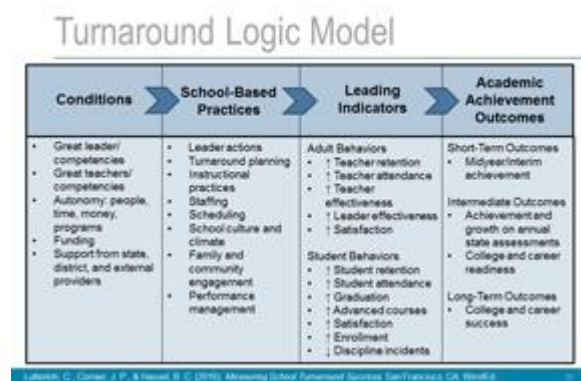 Turnaround Logic Model
Conditions
School-Based
Practices
Leading
Indicators
Academic
Achievement
Outcomes
• Great leader/
competencies
• Great teachers/
competencies
• Autonomy: people,
time, money,
programs
• Funding
• Support from state,
district, and external
providers
• Leader actions
• Turnaround planning
• Instructional
practices
• Staffing
• Scheduling
• School culture and
climate
• Family and
community
engagement
• Performance
management
Adult Behaviors
• ↑ Teacher retention
• ↑ Teacher attendance
• ↑ Teacher
effectiveness
• ↑ Leader effectiveness
• ↑ Satisfaction
Student Behaviors
• ↑ Student retention
• ↑ Student attendance
• ↑ Graduation
• ↑ Advanced courses
• ↑ Satisfaction
• ↑ Enrollment
• ↓ Discipline incidents
Short-Term Outcomes
• Midyear/interim
achievement
Intermediate Outcomes
• Achievement and
growth on annual
state assessments
• College and career
readiness
Long-Term Outcomes
• College and career
success
C. J. P. & Hassel, B. C. Measuring School Turnaround Success. San Francisco, CA: WestEd